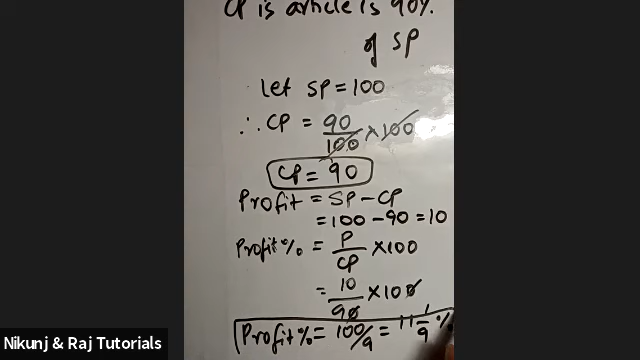 CP is article is 90%.
of SP
Let SP = 100
∴ CP = 90/100 × 100
CP = 90
Profit = SP - CP
= 100 - 90 = 10
Profit% = P/CP × 100
= 10/90 × 100
Profit% = 100/9 = 11 1/9 %
Nikunj & Raj Tutorials